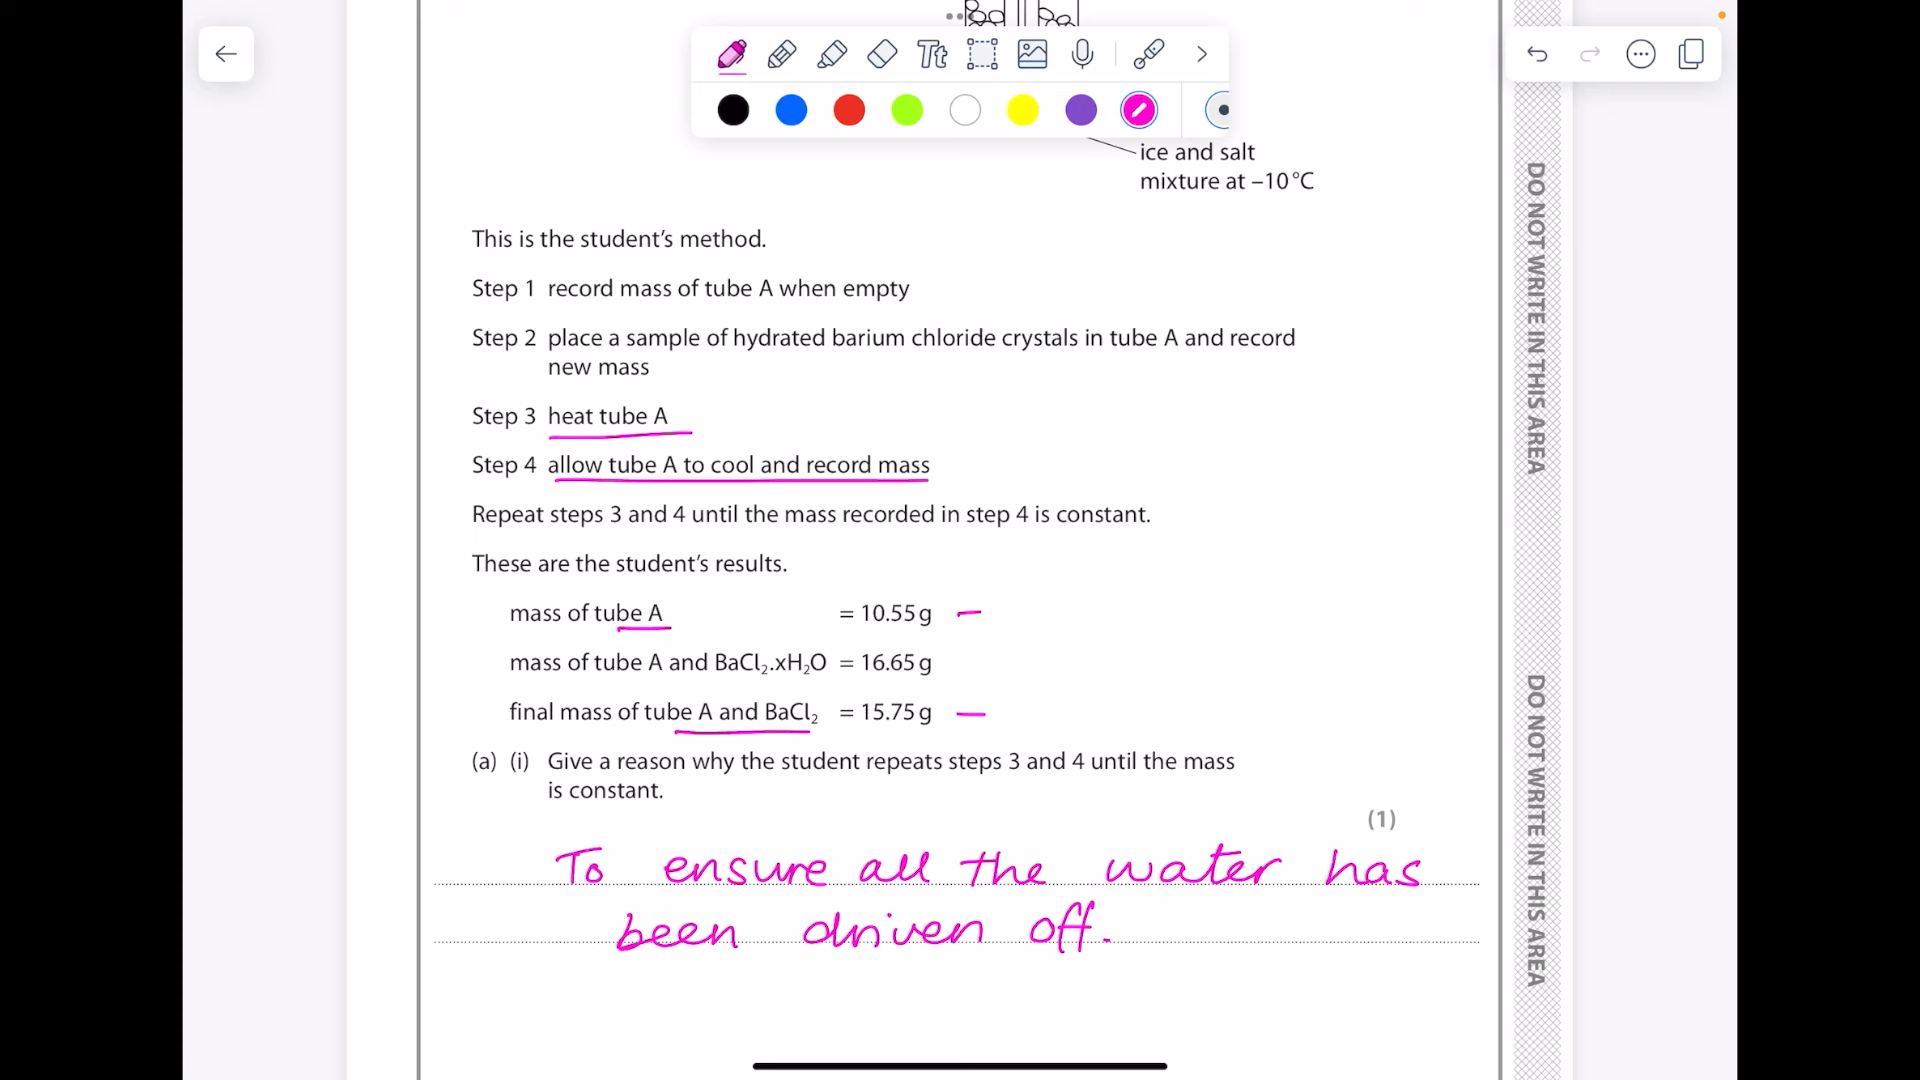 Tt
ice and salt
mixture at –10°C
This is the student's method.
Step 1 record mass of tube A when empty
Step 2 place a sample of hydrated barium chloride crystals in tube A and record
new mass
Step 3 heat tube A
Step 4 allow tube A to cool and record mass
Repeat steps 3 and 4 until the mass recorded in step 4 is constant.
These are the student's results.
mass of tube A = 10.55 g
mass of tube A and BaCl₂.xH₂O = 16.65 g
final mass of tube A and BaCl₂ = 15.75 g
(a) (i) Give a reason why the student repeats steps 3 and 4 until the mass
is constant.
(1)
To ensure all the water has
been driven off.
DO NOT WRITE IN THIS AREA
DO NOT WRITE IN THIS AREA